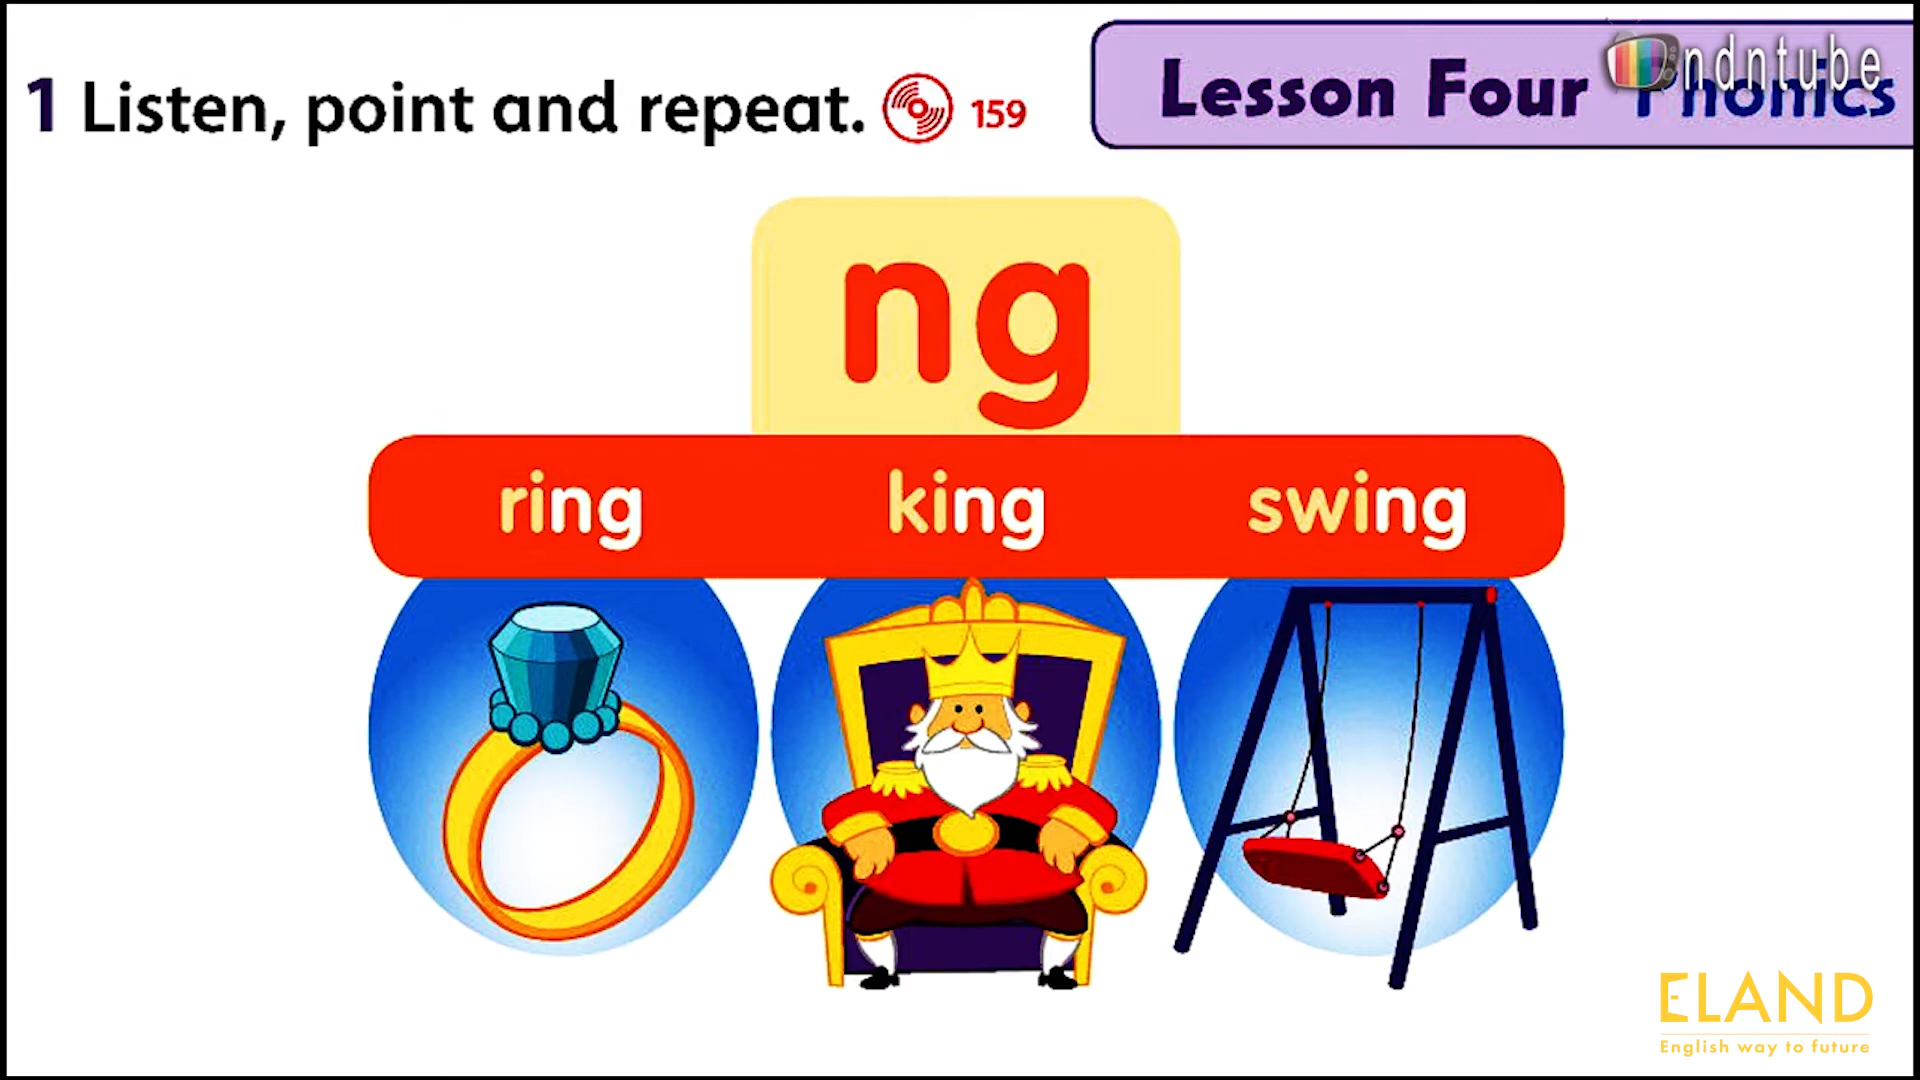 1 Listen, point and repeat. 159
Lesson Four Phonics
ndntube
ng
ring king swing
ELAND
English way to future